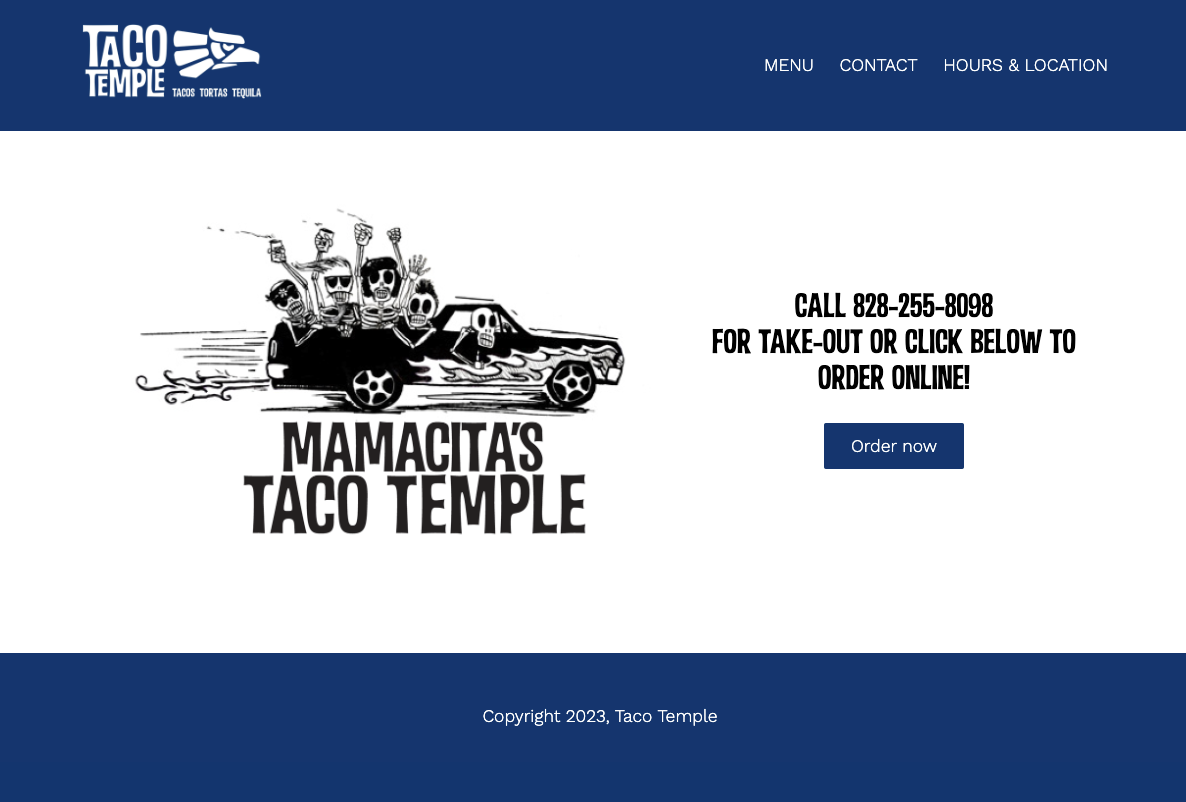 TACO
TEMPLE
TACOS TORTAS TEQUILA
MENU CONTACT HOURS & LOCATION
MAMACITA'S
TACO TEMPLE
CALL 828-255-8098
FOR TAKE-OUT OR CLICK BELOW TO
ORDER ONLINE!
Order now
Copyright 2023, Taco Temple